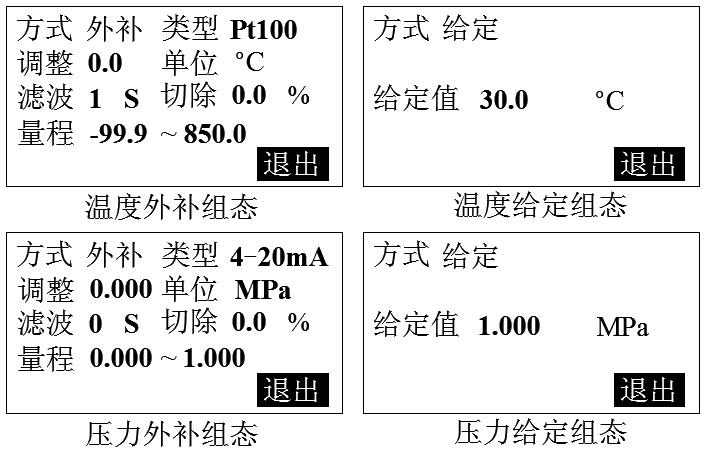 方式 外补 类型 Pt100
调整 0.0 单位 °C
滤波 1 S 切除 0.0 %
量程 -99.9 ~ 850.0
退出
温度外补组态
方式 给定
给定值 30.0 °C
退出
温度给定组态
方式 外补 类型 4-20mA
调整 0.000 单位 MPa
滤波 0 S 切除 0.0 %
量程 0.000 ~ 1.000
退出
压力外补组态
方式 给定
给定值 1.000 MPa
退出
压力给定组态